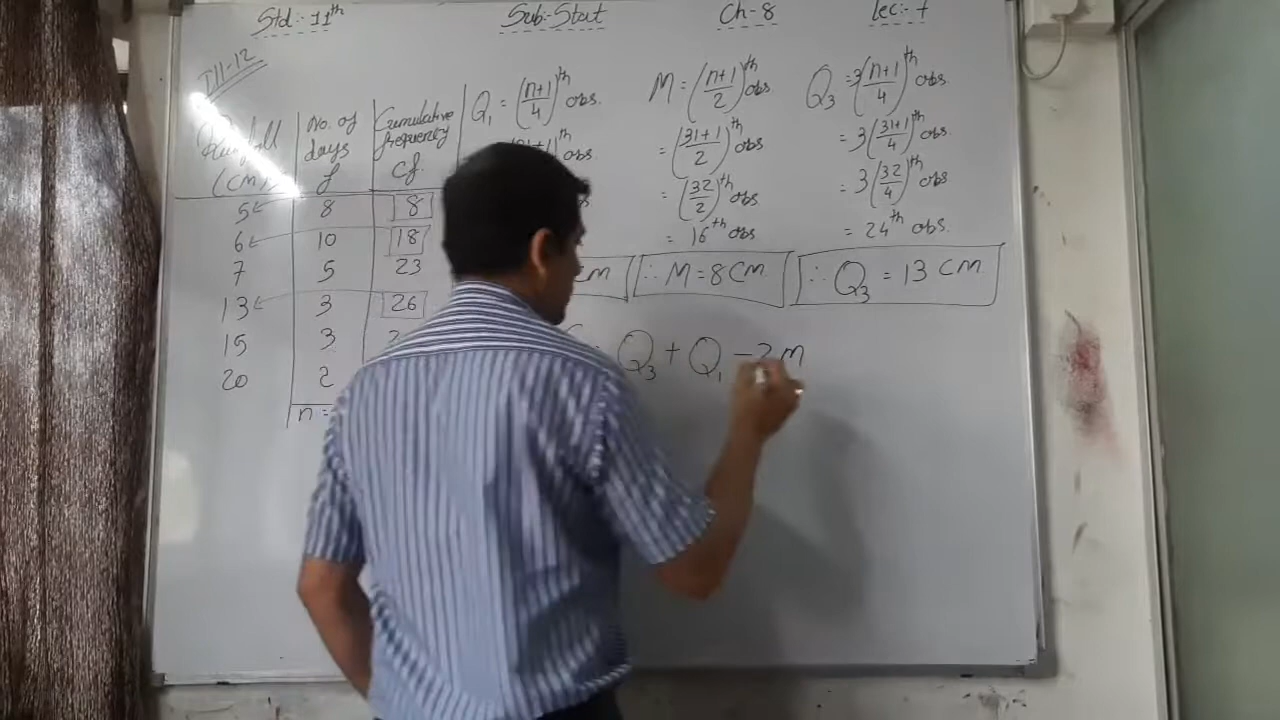 Std:- 11th Sub:- Stat Ch-8 Lec:- 7
Ill-12
Rainfall (CM) No. of days f Cumulative frequency cf
5 8 8
6 10 18
7 5 23
13 3 26
15 3
20 2
n =
Q1 = (n+1/4)th obs.
th obs.
cm
M = (n+1/2)th obs
= (31+1/2)th obs
= (32/2)th obs
= 16th obs
∴ M = 8 CM
Q3 = 3(n+1/4)th obs
= 3(31+1/4)th obs.
= 3(32/4)th obs
= 24th obs.
∴ Q3 = 13 CM
Q3 + Q1 - 2m